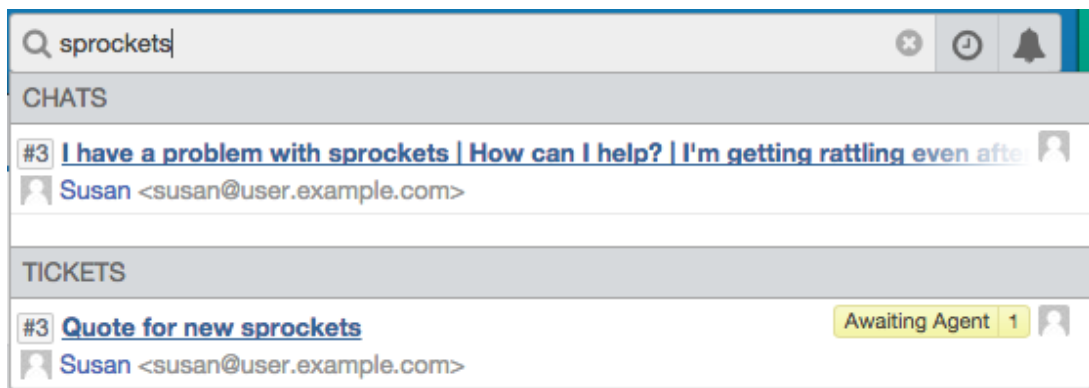 sprockets
CHATS
#3 I have a problem with sprockets | How can I help? | I'm getting rattling even after
Susan <susan@user.example.com>
TICKETS
#3 Quote for new sprockets Awaiting Agent 1
Susan <susan@user.example.com>